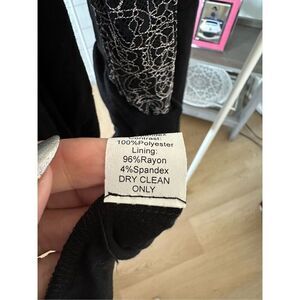 Contrast:
100%Polyester
Lining:
96%Rayon
4%Spandex
DRY CLEAN
ONLY